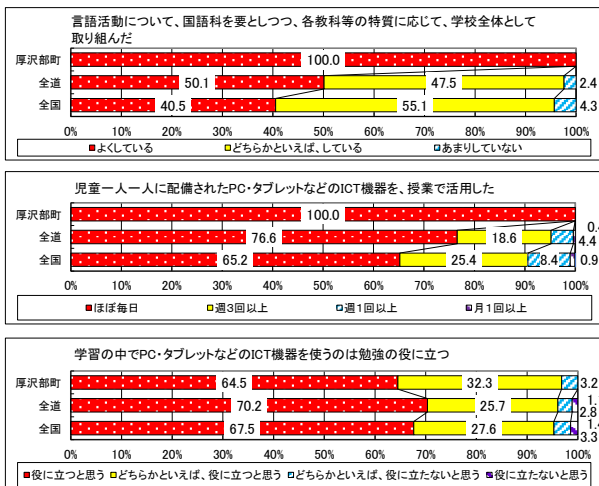 言語活動について、国語科を要としつつ、各教科等の特質に応じて、学校全体として
取り組んだ
厚沢部町 100.0
全道 50.1 47.5 2.4
全国 40.5 55.1 4.3
0% 10% 20% 30% 40% 50% 60% 70% 80% 90% 100%
よくしている どちらかといえば、している あまりしていない
児童一人一人に配備されたPC・タブレットなどのICT機器を、授業で活用した
厚沢部町 100.0
全道 76.6 18.6 4.4 0.4
全国 65.2 25.4 8.4 0.9
0% 10% 20% 30% 40% 50% 60% 70% 80% 90% 100%
ほぼ毎日 週3回以上 週1回以上 月1回以上
学習の中でPC・タブレットなどのICT機器を使うのは勉強の役に立つ
厚沢部町 64.5 32.3 3.2
全道 70.2 25.7 2.8
全国 67.5 27.6 3.3
0% 10% 20% 30% 40% 50% 60% 70% 80% 90% 100%
役に立つと思う どちらかといえば、役に立つと思う どちらかといえば、役に立たないと思う 役に立たないと思う